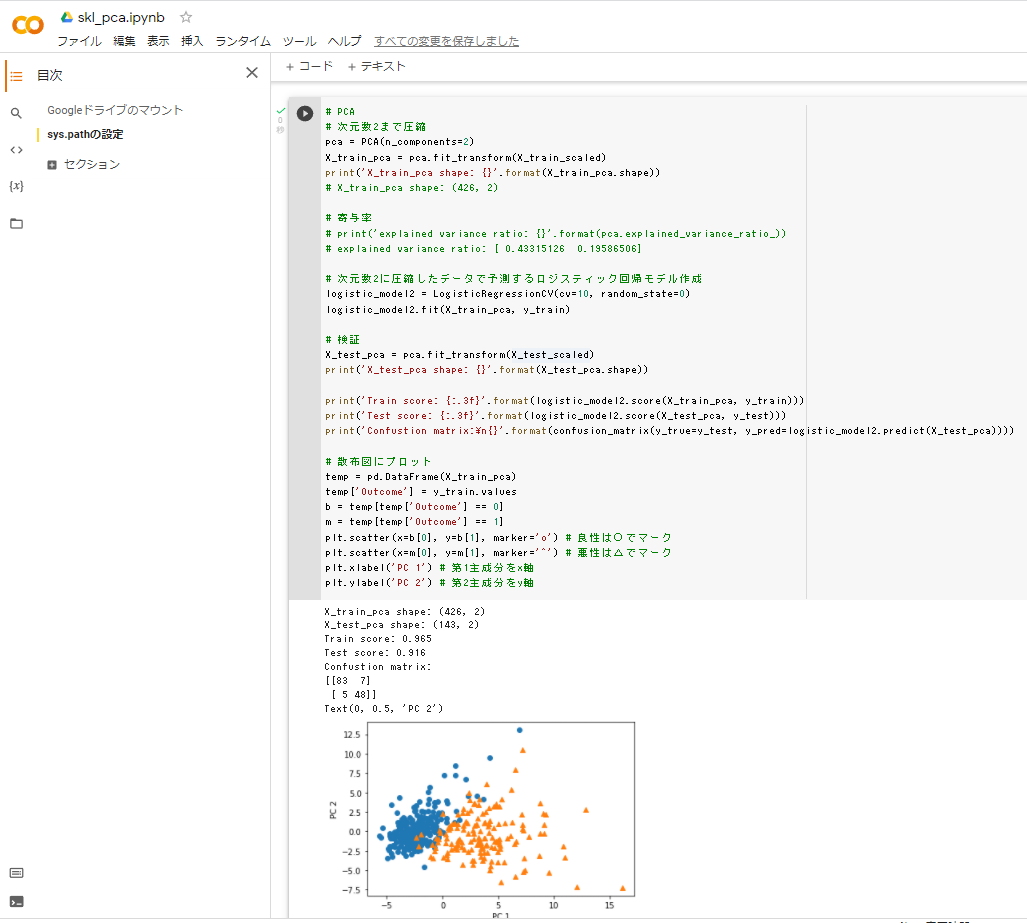 skl_pca.ipynb
ファイル 編集 表示 挿入 ランタイム ツール ヘルプ すべての変更を保存しました
目次
Googleドライブのマウント
sys.pathの設定
セクション
{x}
+ コード + テキスト
0
秒
# PCA
# 次元数2まで圧縮
pca = PCA(n_components=2)
X_train_pca = pca.fit_transform(X_train_scaled)
print('X_train_pca shape: {}'.format(X_train_pca.shape))
# X_train_pca shape: (426, 2)
# 寄与率
# print('explained variance ratio: {}'.format(pca.explained_variance_ratio_))
# explained variance ratio: [ 0.43315126  0.19586506]
# 次元数2に圧縮したデータで予測するロジスティック回帰モデル作成
logistic_model2 = LogisticRegressionCV(cv=10, random_state=0)
logistic_model2.fit(X_train_pca, y_train)
# 検証
X_test_pca = pca.fit_transform(X_test_scaled)
print('X_test_pca shape: {}'.format(X_test_pca.shape))
print('Train score: {:.3f}'.format(logistic_model2.score(X_train_pca, y_train)))
print('Test score: {:.3f}'.format(logistic_model2.score(X_test_pca, y_test)))
print('Confustion matrix:¥n{}'.format(confusion_matrix(y_true=y_test, y_pred=logistic_model2.predict(X_test_pca))))
# 散布図にプロット
temp = pd.DataFrame(X_train_pca)
temp['Outcome'] = y_train.values
b = temp[temp['Outcome'] == 0]
m = temp[temp['Outcome'] == 1]
plt.scatter(x=b[0], y=b[1], marker='o') # 良性は○でマーク
plt.scatter(x=m[0], y=m[1], marker='^') # 悪性は△でマーク
plt.xlabel('PC 1') # 第1主成分をx軸
plt.ylabel('PC 2') # 第2主成分をy軸
X_train_pca shape: (426, 2)
X_test_pca shape: (143, 2)
Train score: 0.965
Test score: 0.916
Confustion matrix:
[[83  7]
[ 5 48]]
Text(0, 0.5, 'PC 2')
12.5
10.0
7.5
5.0
2.5
0.0
−2.5
−5.0
−7.5
PC 2
−5 0 5 10 15
PC 1